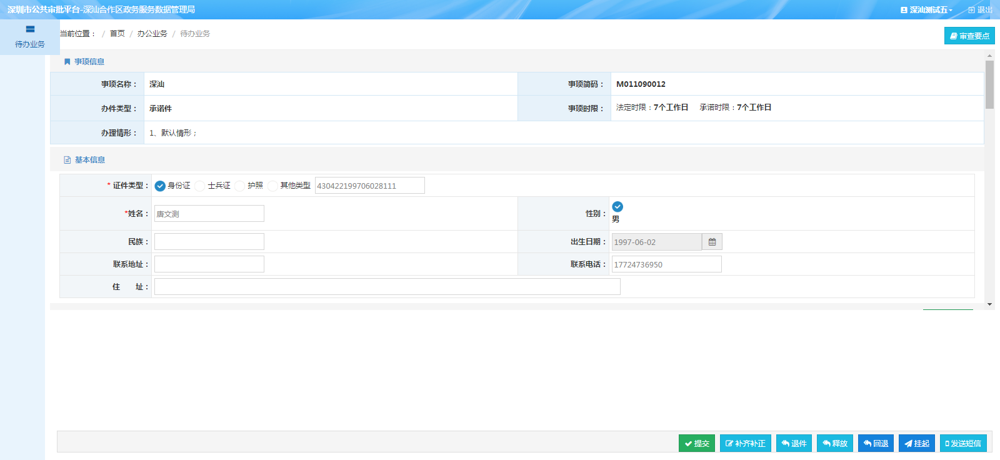 深圳市公共审批平台-深汕合作区政务服务数据管理局 深汕测试五 退出
待办业务
当前位置： / 首页 / 办公业务 / 待办业务
审查要点
事项信息
事项名称： 深汕 事项简码： M011090012
办件类型： 承诺件 事项时限： 法定时限：7个工作日 承诺时限：7个工作日
办理情形： 1、默认情形；
基本信息
* 证件类型： 身份证 士兵证 护照 其他类型 430422199706028111
*姓名： 唐文测 性别： 男
民族： 出生日期： 1997-06-02
联系地址： 联系电话： 17724736950
住 址：
提交 补齐补正 退件 释放 回退 挂起 发送短信